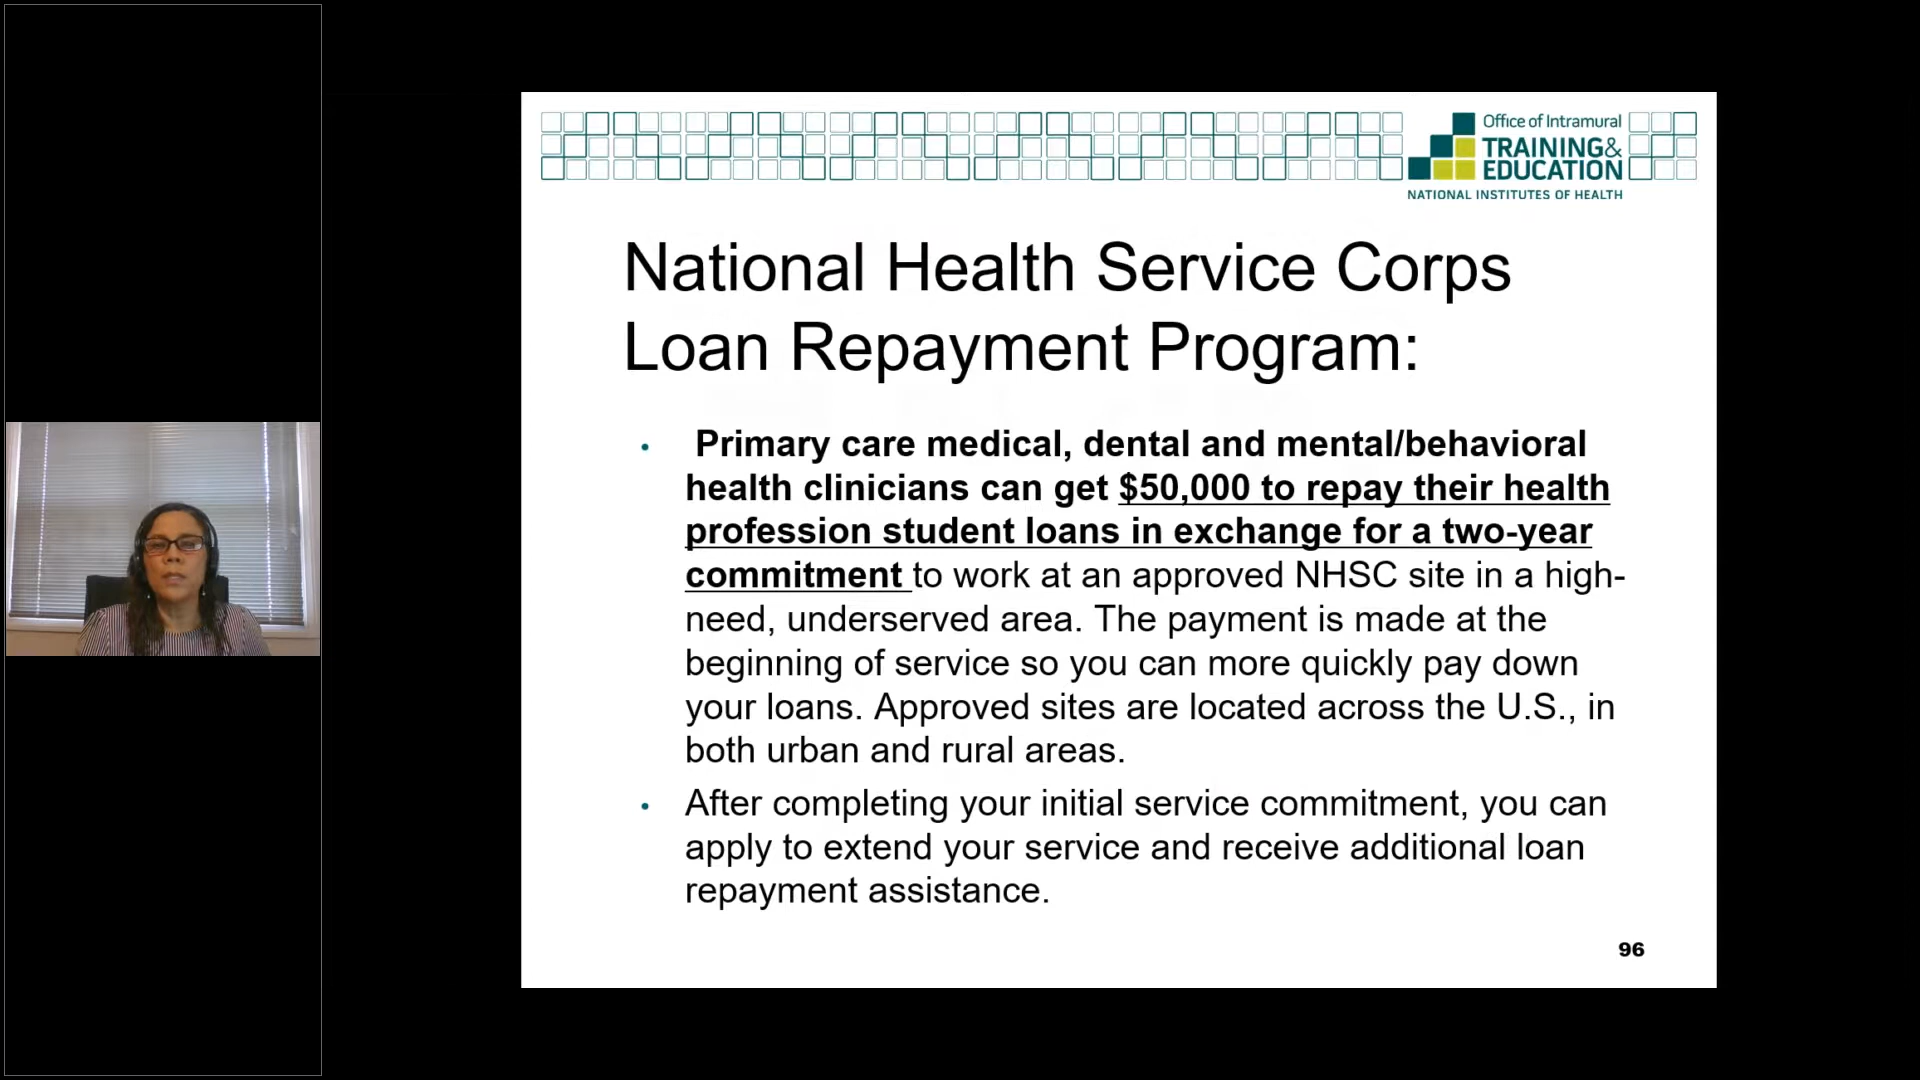 Office of Intramural
TRAINING&
EDUCATION
NATIONAL INSTITUTES OF HEALTH
National Health Service Corps
Loan Repayment Program:
• Primary care medical, dental and mental/behavioral
health clinicians can get $50,000 to repay their health
profession student loans in exchange for a two-year
commitment to work at an approved NHSC site in a high-
need, underserved area. The payment is made at the
beginning of service so you can more quickly pay down
your loans. Approved sites are located across the U.S., in
both urban and rural areas.
• After completing your initial service commitment, you can
apply to extend your service and receive additional loan
repayment assistance.
96